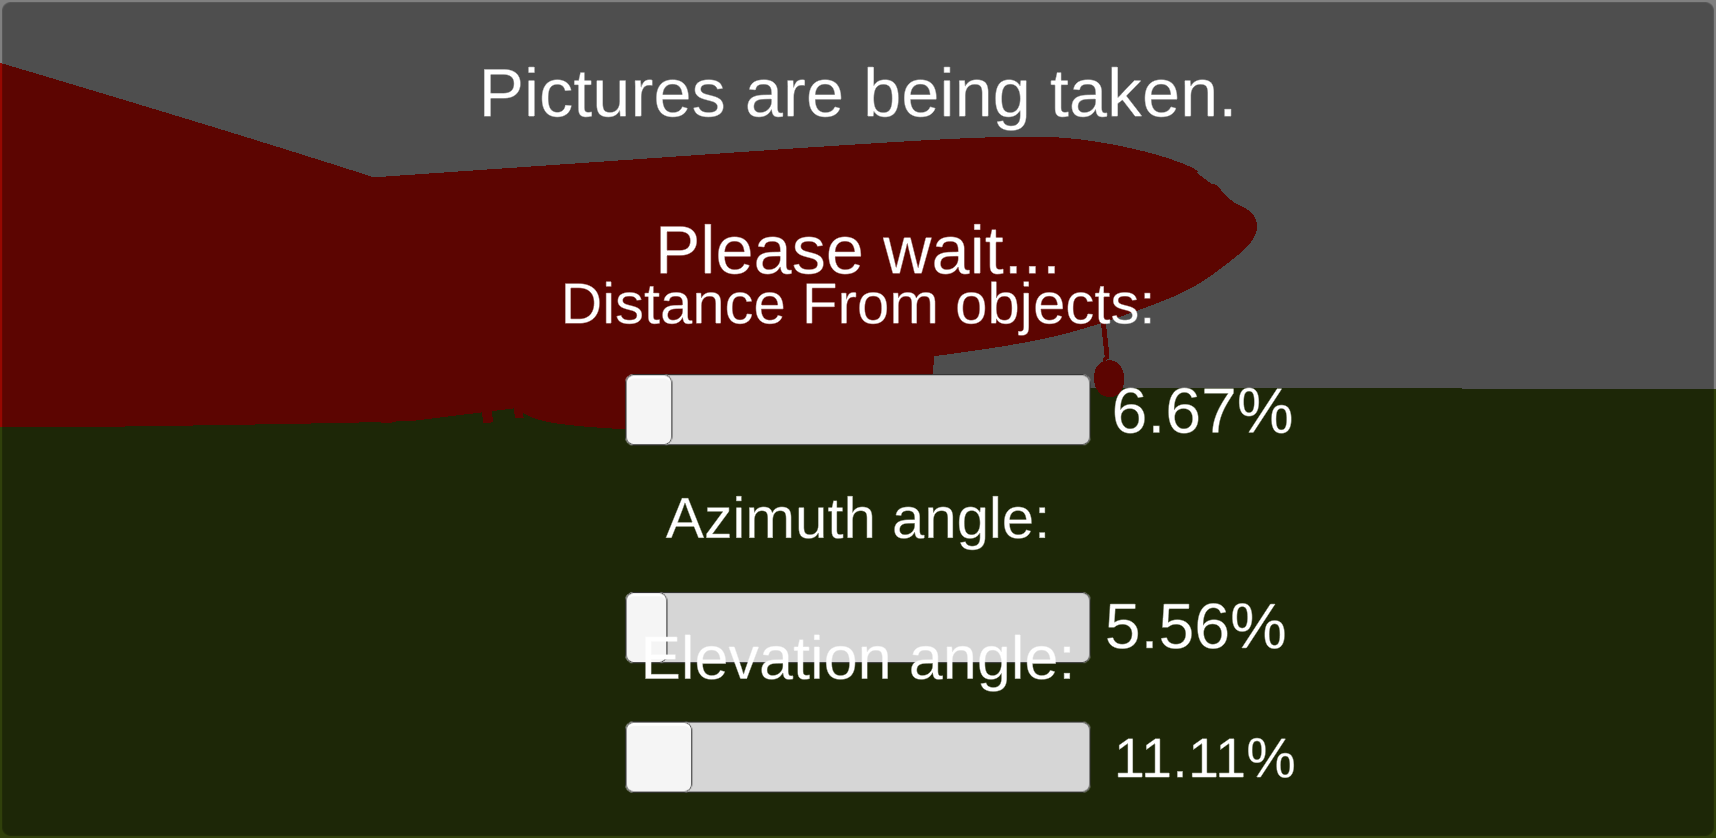 Pictures are being taken.
Please wait...
Distance From objects:
6.67%
Azimuth angle:
5.56%
Elevation angle:
11.11%